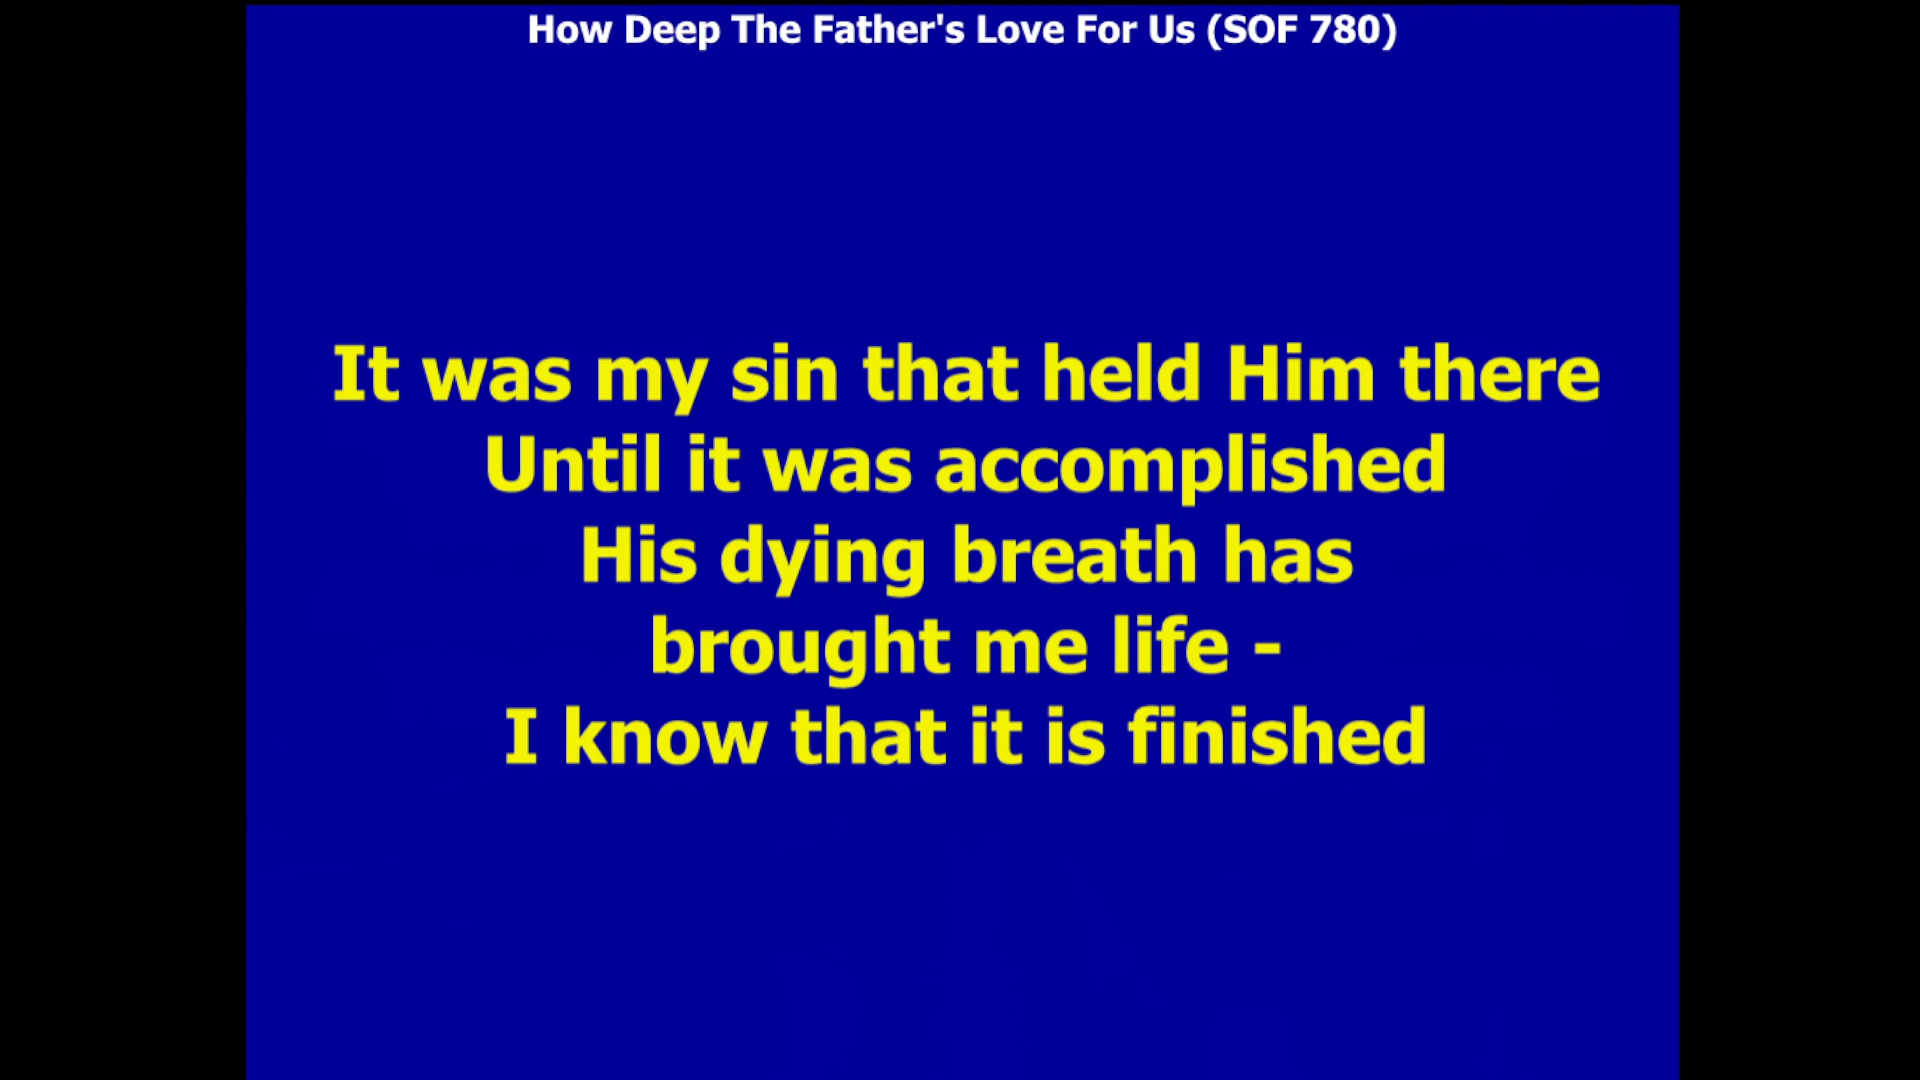 How Deep The Father's Love For Us (SOF 780)
It was my sin that held Him there
Until it was accomplished
His dying breath has
brought me life -
I know that it is finished